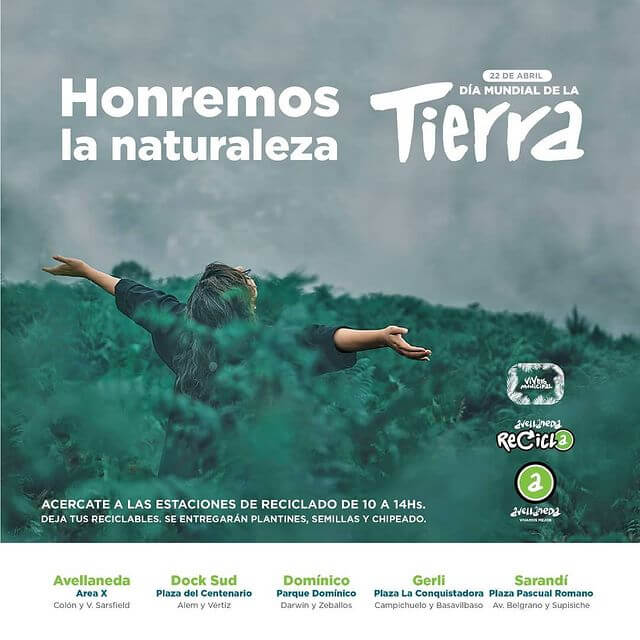 22 DE ABRIL
DÍA MUNDIAL DE LA
Tierra
Honremos
la naturaleza
VIVERO
MUNICIPAL
avellaneda
ReCicla
a
avellaneda
VIVAMOS MEJOR
ACERCATE A LAS ESTACIONES DE RECICLADO DE 10 A 14Hs.
DEJA TUS RECICLABLES. SE ENTREGARÁN PLANTINES, SEMILLAS Y CHIPEADO.
Avellaneda
Area X
Colón y V. Sarsfield
Dock Sud
Plaza del Centenario
Alem y Vértiz
Domínico
Parque Domínico
Darwin y Zeballos
Gerli
Plaza La Conquistadora
Campichuelo y Basavilbaso
Sarandí
Plaza Pascual Romano
Av. Belgrano y Supisiche